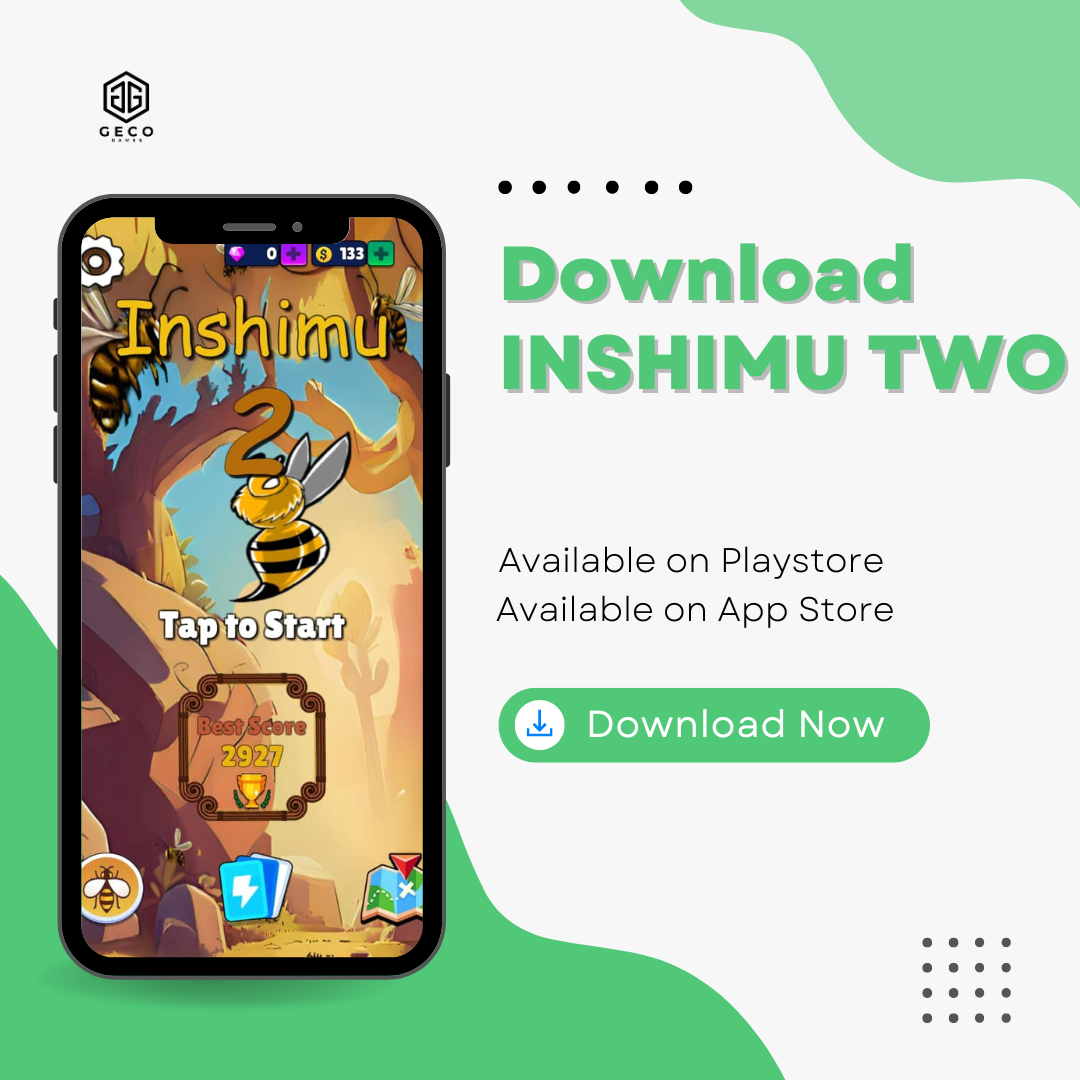 GECO
GAMES
0
133
Inshimu
2
Tap to Start
Best Score
2927
Download
INSHIMU TWO
Available on Playstore
Available on App Store
Download Now